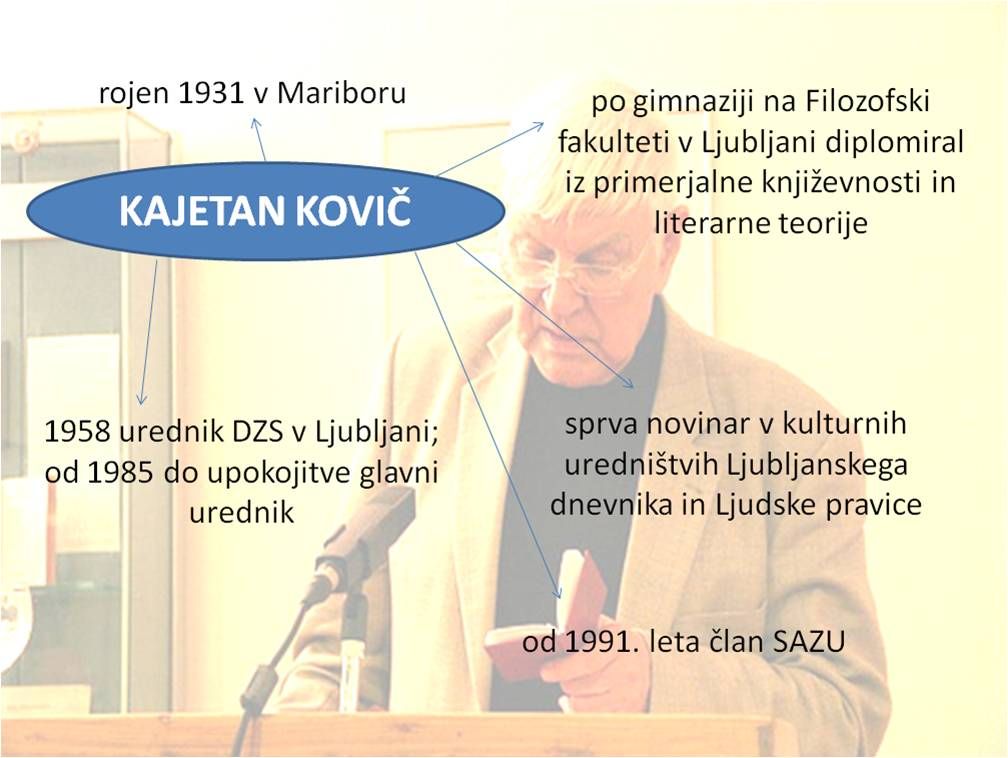 rojen 1931 v Mariboru
po gimnaziji na Filozofski
fakulteti v Ljubljani diplomiral
iz primerjalne književnosti in
literarne teorije
KAJETAN KOVIČ
1958 urednik DZS v Ljubljani;
od 1985 do upokojitve glavni
urednik
sprva novinar v kulturnih
uredništvih Ljubljanskega
dnevnika in Ljudske pravice
od 1991. leta član SAZU